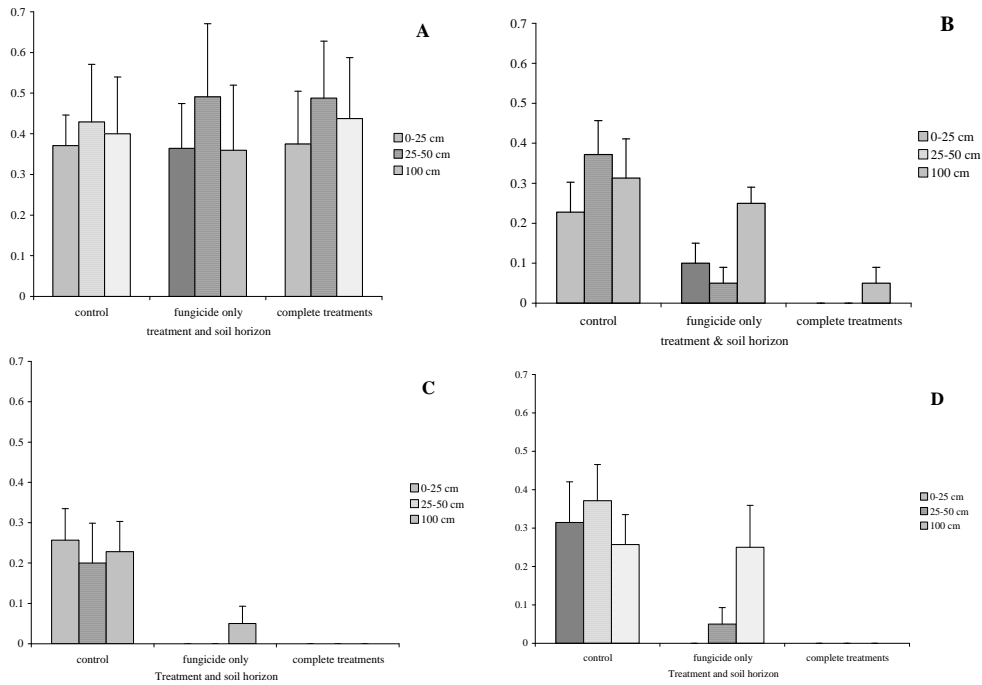 A
0.7
0.6
0.5
0.4
0.3
0.2
0.1
0
0-25 cm
25-50 cm
100 cm
control
fungicide only
complete treatments
treatment and soil horizon
B
0.7
0.6
0.5
0.4
0.3
0.2
0.1
0
0-25 cm
25-50 cm
100 cm
control
fungicide only
complete treatments
treatment & soil horizon
C
0.7
0.6
0.5
0.4
0.3
0.2
0.1
0
0-25 cm
25-50 cm
100 cm
control
fungicide only
complete treatments
Treatment and soil horizon
D
0.7
0.6
0.5
0.4
0.3
0.2
0.1
0
0-25 cm
25-50 cm
100 cm
control
fungicide only
complete treatments
Treatment and soil horizon